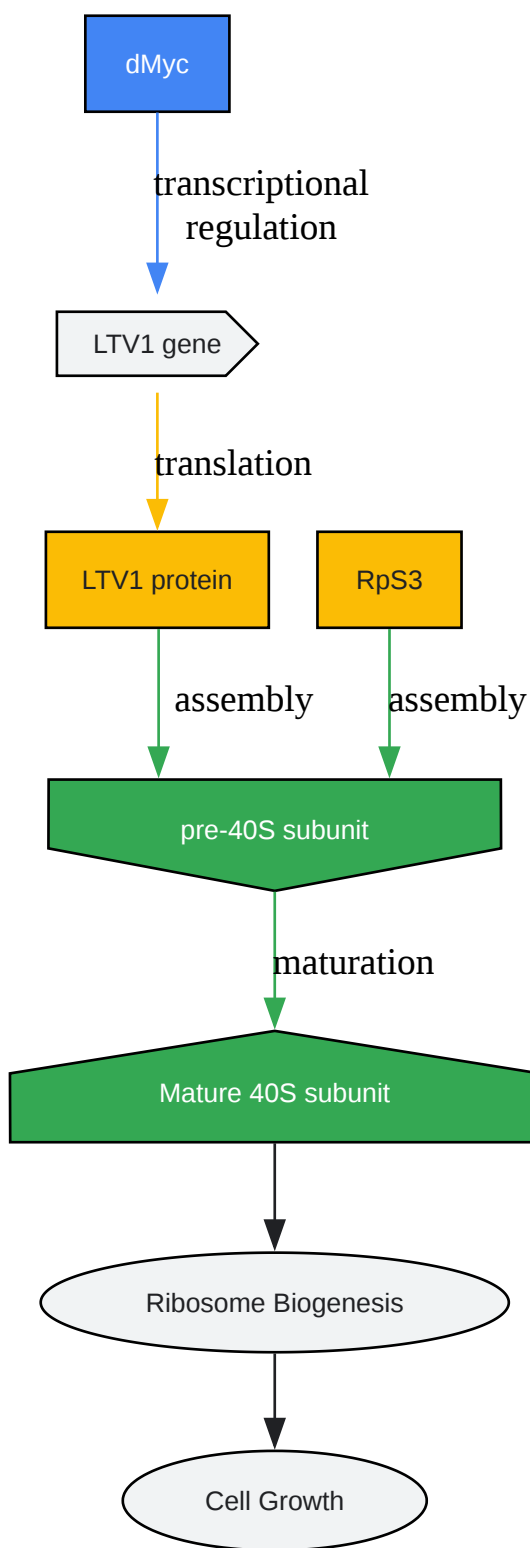 dMyc
transcriptional
regulation
LTV1 gene
translation
LTV1 protein
RpS3
assembly
assembly
pre-40S subunit
maturation
Mature 40S subunit
Ribosome Biogenesis
Cell Growth